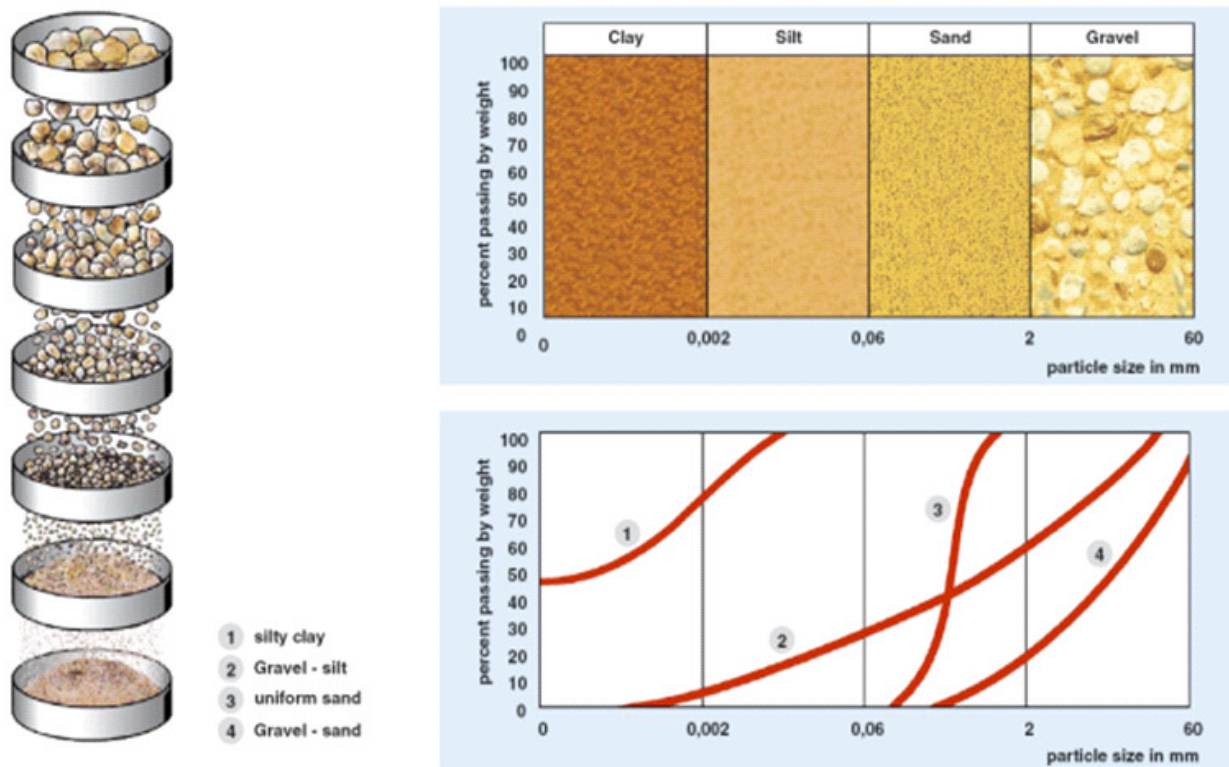 Clay Silt Sand Gravel
percent passing by weight
100
90
80
70
60
50
40
30
20
10
0
0 0,002 0,06 2 60
particle size in mm
percent passing by weight
100
90
80
70
60
50
40
30
20
10
0
1
2
3
4
0 0,002 0,06 2 60
particle size in mm
1 silty clay
2 Gravel - silt
3 uniform sand
4 Gravel - sand